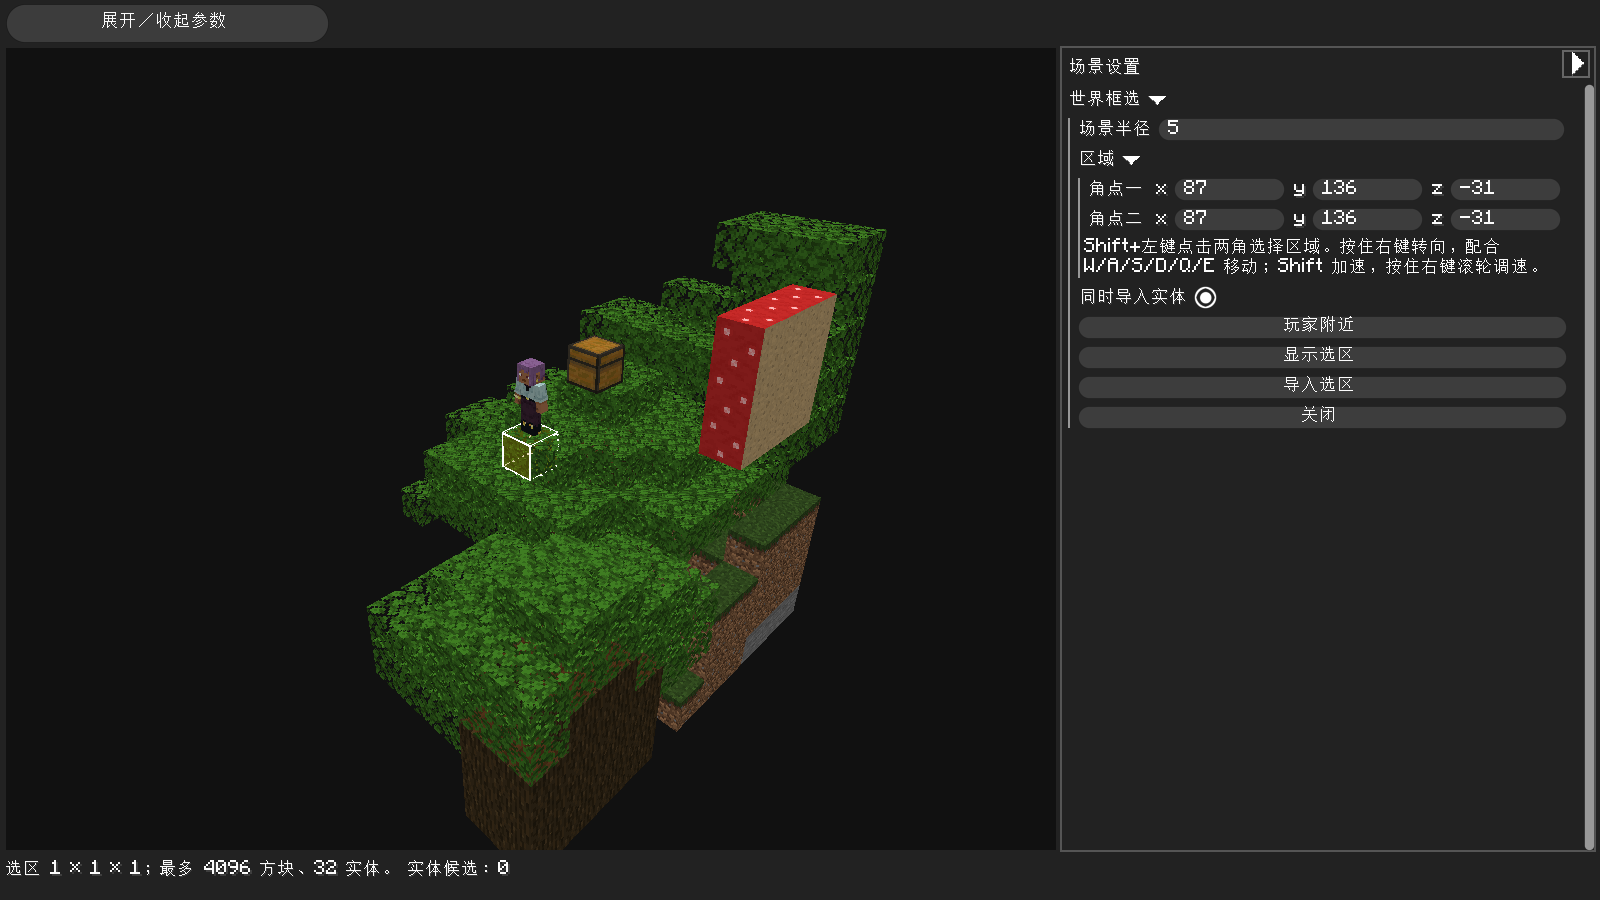 展开／收起参数
场景设置
世界框选
场景半径 5
区域
角点一 x 87 y 136 z -31
角点二 x 87 y 136 z -31
Shift+左键点击两角选择区域。按住右键转向，配合
W/A/S/D/Q/E 移动；Shift 加速，按住右键滚轮调速。
同时导入实体
玩家附近
显示选区
导入选区
关闭
选区 1 × 1 × 1；最多 4096 方块、32 实体。 实体候选：0